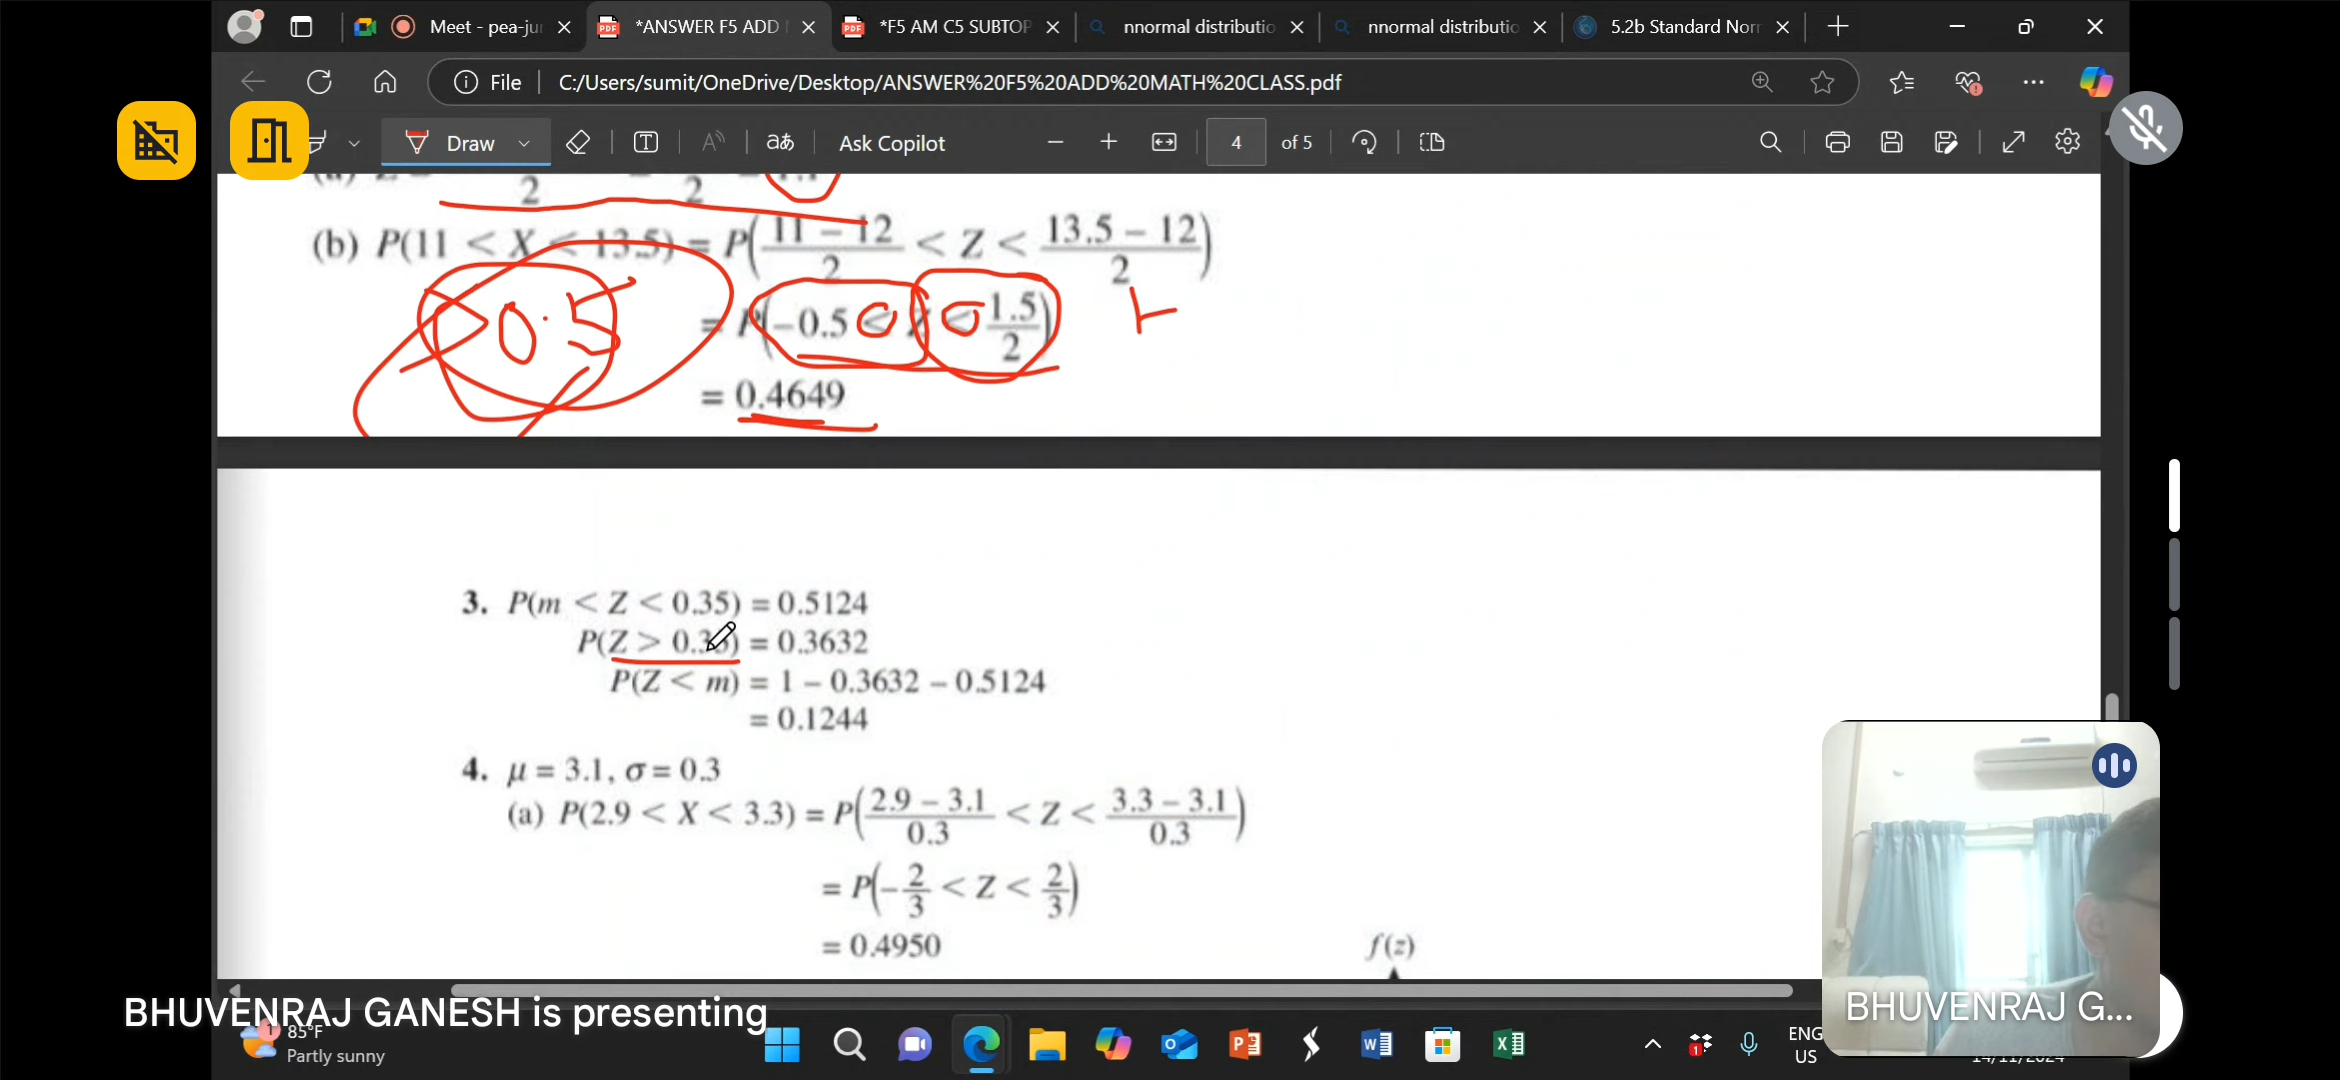 Meet - pea-ju
*ANSWER F5 ADD
*F5 AM C5 SUBTOP
nnormal distributio
nnormal distributio
5.2b Standard Nor
File
C:/Users/sumit/OneDrive/Desktop/ANSWER%20F5%20ADD%20MATH%20CLASS.pdf
Draw
aあ
Ask Copilot
4 of 5
2 2
(b) P(11 < X < 13.5) = P(11 − 12 / 2 < Z < 13.5 − 12 / 2)
0.5
= P(−0.5 < Z < 1.5 / 2)
= 0.4649
3. P(m < Z < 0.35) = 0.5124
P(Z > 0.35) = 0.3632
P(Z < m) = 1 − 0.3632 − 0.5124
= 0.1244
4. μ = 3.1, σ = 0.3
(a) P(2.9 < X < 3.3) = P(2.9 − 3.1 / 0.3 < Z < 3.3 − 3.1 / 0.3)
= P(−2/3 < Z < 2/3)
= 0.4950
f(z)
BHUVENRAJ GANESH is presenting
BHUVENRAJ G...
85°F
Partly sunny
ENG
US